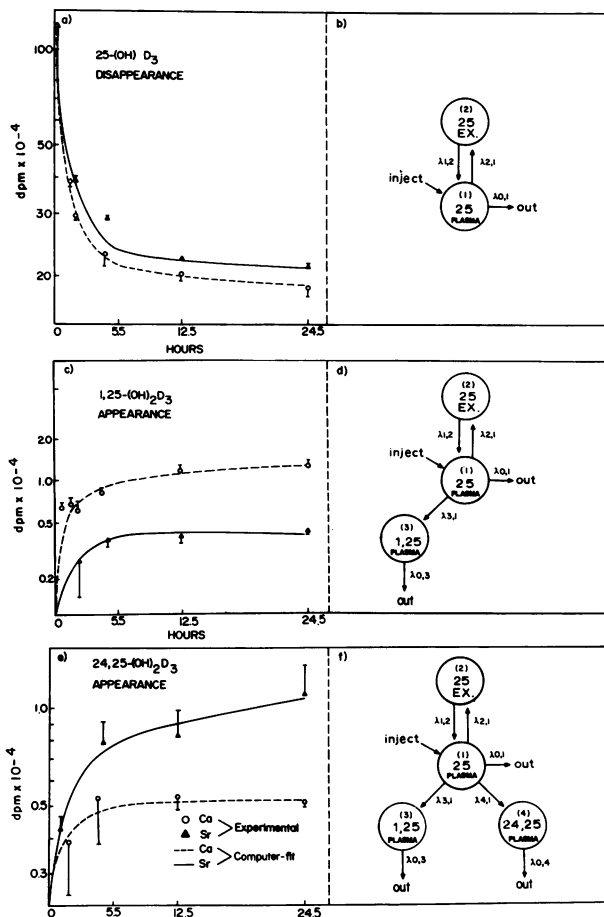 a)
25-(OH) D3
DISAPPEARANCE
dpm x 10-4
100
50
30
20
0 5.5 12.5 24.5
HOURS
b)
(2)
25
EX.
λ1,2 λ2,1
inject
(1)
25
PLASMA
λ0,1
out
c)
1,25-(OH)2D3
APPEARANCE
dpm x 10-4
2.0
1.0
0.5
0.2
0 5.5 12.5 24.5
HOURS
d)
(2)
25
EX.
λ1,2 λ2,1
inject
(1)
25
PLASMA
λ0,1
out
λ3,1
(3)
1,25
PLASMA
λ0,3
out
e)
24,25-(OH)2D3
APPEARANCE
dpm x 10-4
1.0
0.5
0.3
Ca
Sr
Experimental
Ca
Sr
Computer-fit
0 5.5 12.5 24.5
HOURS
f)
(2)
25
EX.
λ1,2 λ2,1
inject
(1)
25
PLASMA
λ0,1
out
λ3,1 λ4,1
(3)
1,25
PLASMA
(4)
24,25
PLASMA
λ0,3 λ0,4
out out